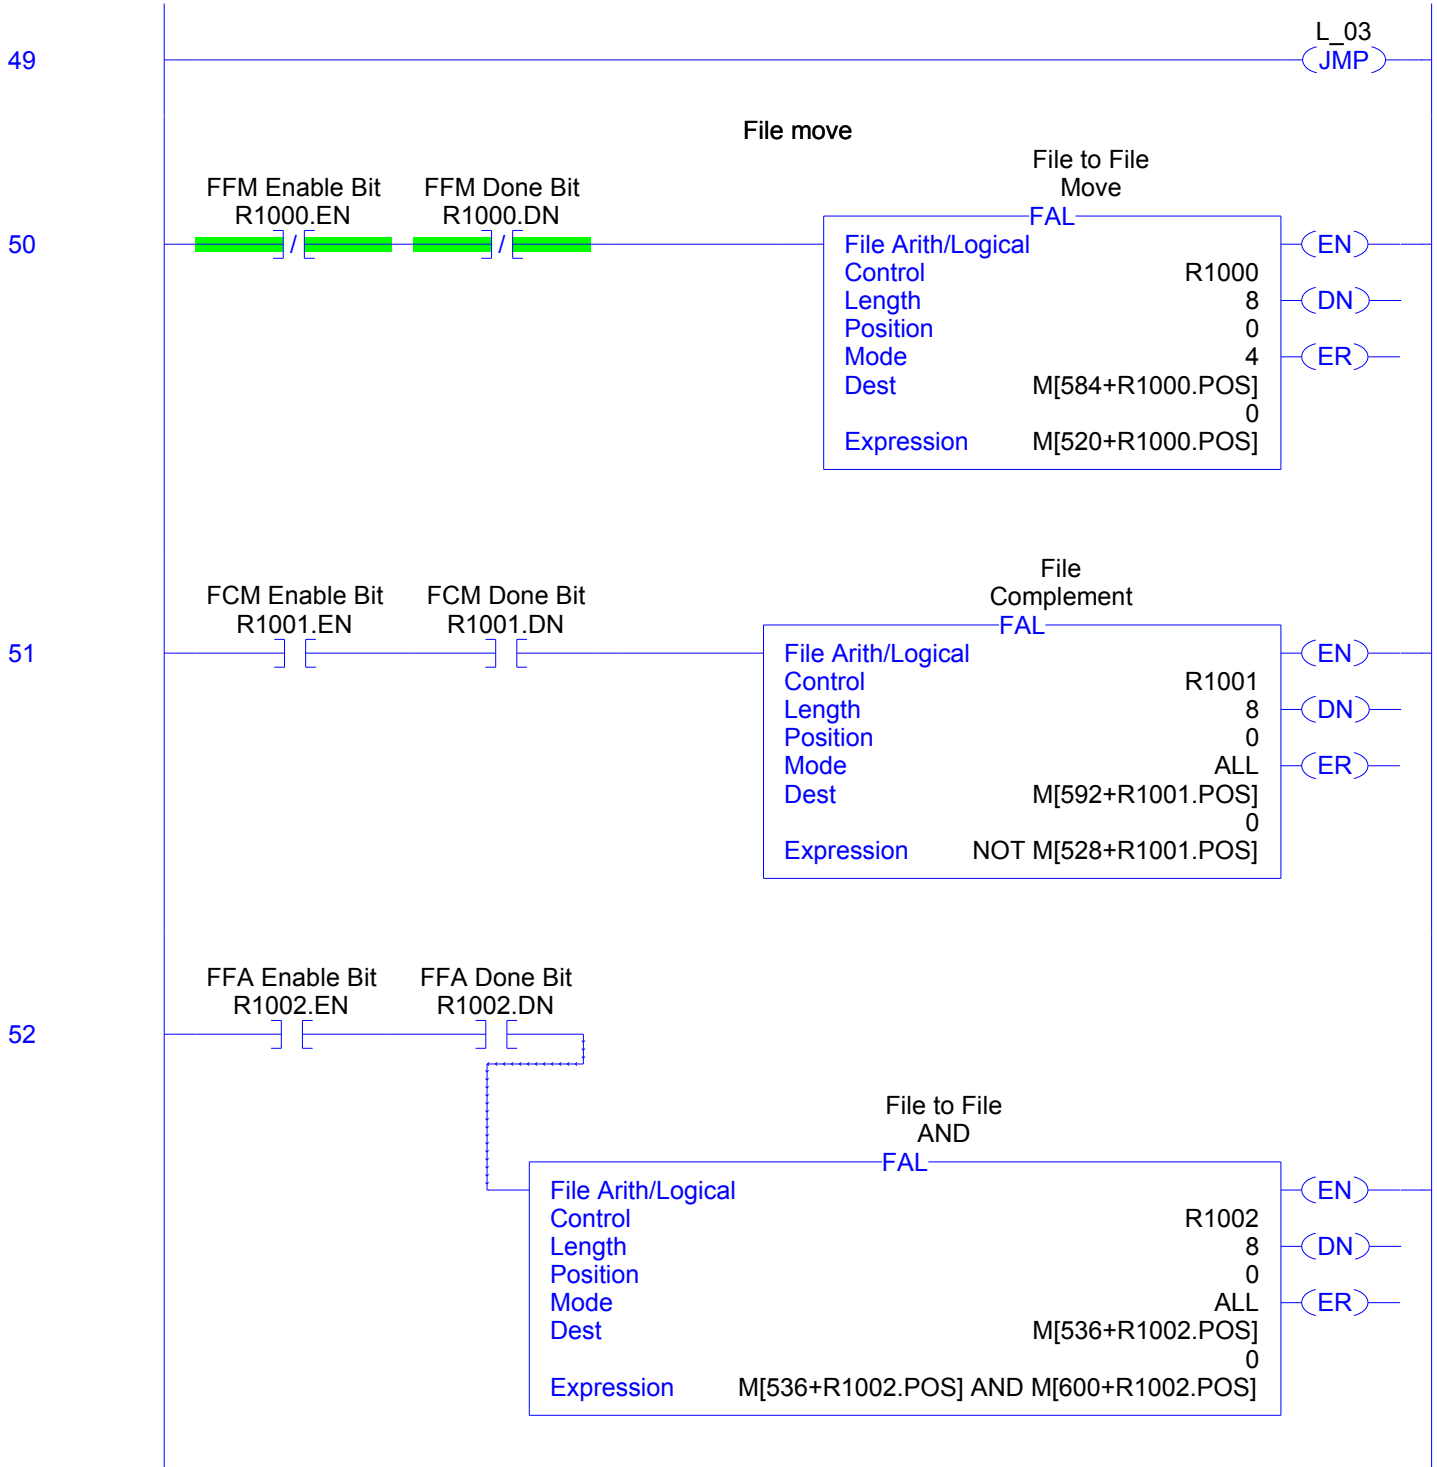 49
L_03
JMP
File move
File to File
Move
FFM Enable Bit
R1000.EN
FFM Done Bit
R1000.DN
50
/
/
FAL
File Arith/Logical
Control R1000
Length 8
Position 0
Mode 4
Dest M[584+R1000.POS]
0
Expression M[520+R1000.POS]
EN
DN
ER
File
Complement
FCM Enable Bit
R1001.EN
FCM Done Bit
R1001.DN
51
FAL
File Arith/Logical
Control R1001
Length 8
Position 0
Mode ALL
Dest M[592+R1001.POS]
0
Expression NOT M[528+R1001.POS]
EN
DN
ER
FFA Enable Bit
R1002.EN
FFA Done Bit
R1002.DN
52
File to File
AND
FAL
File Arith/Logical
Control R1002
Length 8
Position 0
Mode ALL
Dest M[536+R1002.POS]
0
Expression M[536+R1002.POS] AND M[600+R1002.POS]
EN
DN
ER